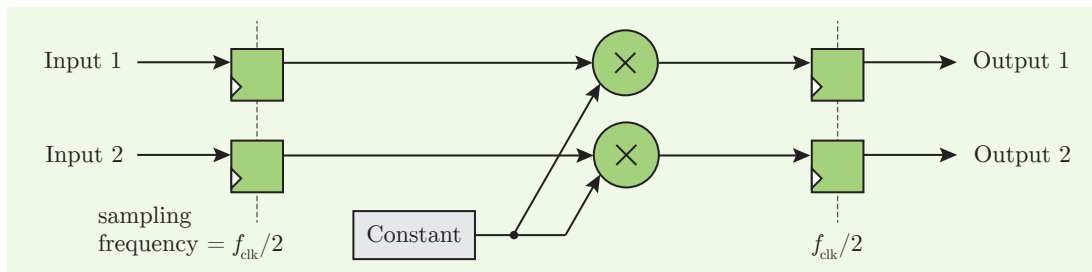 Input 1
Output 1
Input 2
Output 2
sampling
frequency = f_clk/2
Constant
f_clk/2